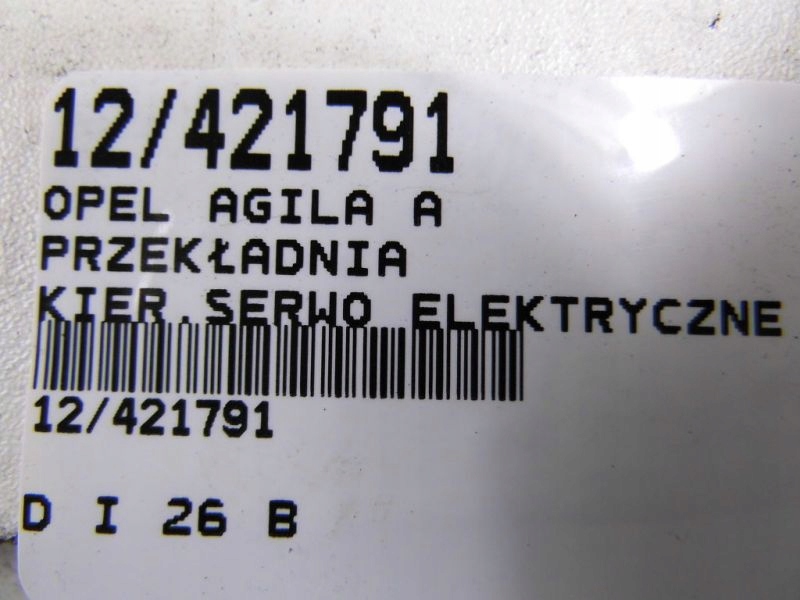 12/421791
OPEL AGILA A
PRZEKŁADNIA
KIER.SERWO ELEKTRYCZNE
12/421791
D I 26 B